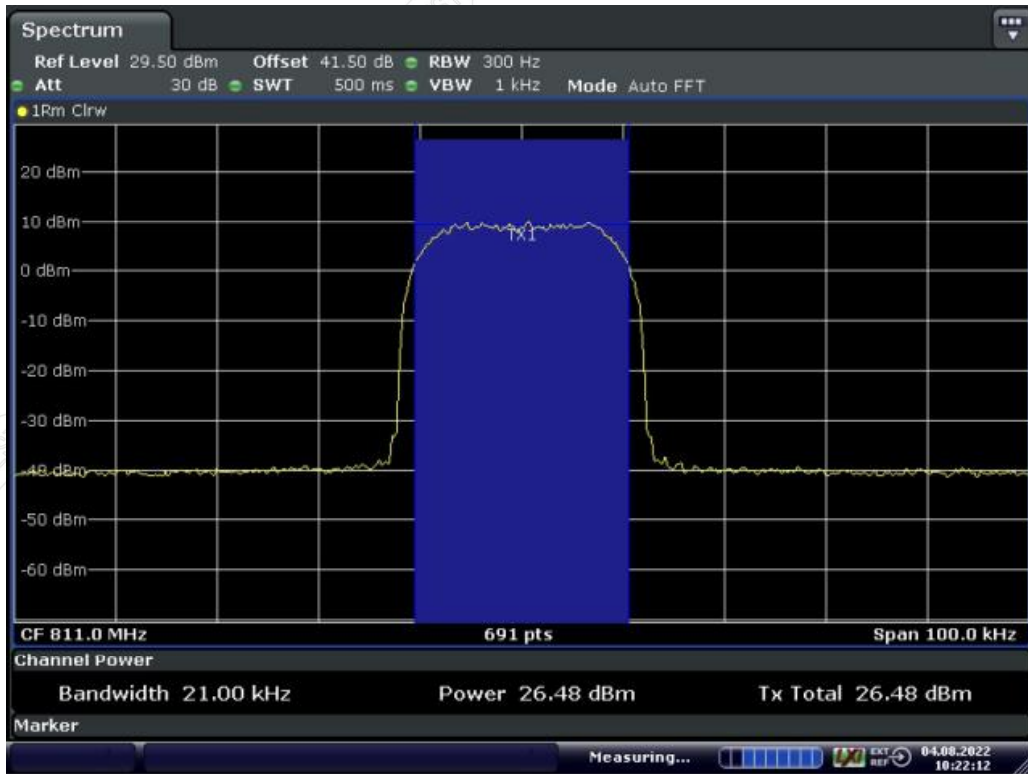 Spectrum
Ref Level 29.50 dBm Offset 41.50 dB RBW 300 Hz
Att 30 dB SWT 500 ms VBW 1 kHz Mode Auto FFT
1Rm Clrw
20 dBm
10 dBm
TX1
0 dBm
-10 dBm
-20 dBm
-30 dBm
-40 dBm
-50 dBm
-60 dBm
CF 811.0 MHz 691 pts Span 100.0 kHz
Channel Power
Bandwidth 21.00 kHz Power 26.48 dBm Tx Total 26.48 dBm
Marker
Measuring... LXI EXT REF 04.08.2022 10:22:12